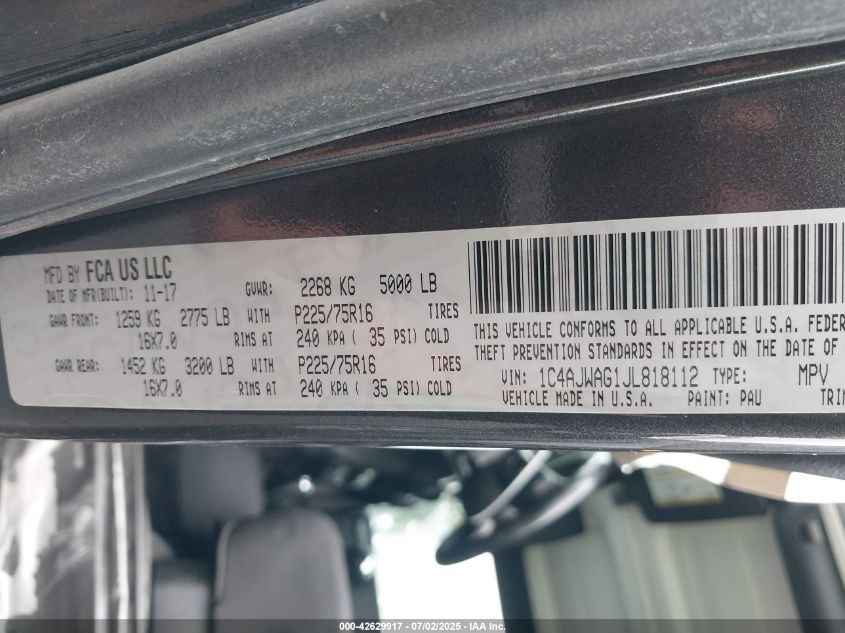 MFD BY FCA US LLC
DATE OF MFR(BUILT): 11-17 GVWR: 2268 KG 5000 LB
GAWR FRONT: 1259 KG 2775 LB WITH P225/75R16 TIRES
16X7.0 RIMS AT 240 KPA ( 35 PSI) COLD
GAWR REAR: 1452 KG 3200 LB WITH P225/75R16 TIRES
16X7.0 RIMS AT 240 KPA ( 35 PSI) COLD
THIS VEHICLE CONFORMS TO ALL APPLICABLE U.S.A. FEDER
THEFT PREVENTION STANDARDS IN EFFECT ON THE DATE OF
VIN: 1C4AJWAG1JL818112 TYPE: MPV
VEHICLE MADE IN U.S.A. PAINT: PAU TRIM
000-42629917 - 07/02/2025 - IAA Inc.